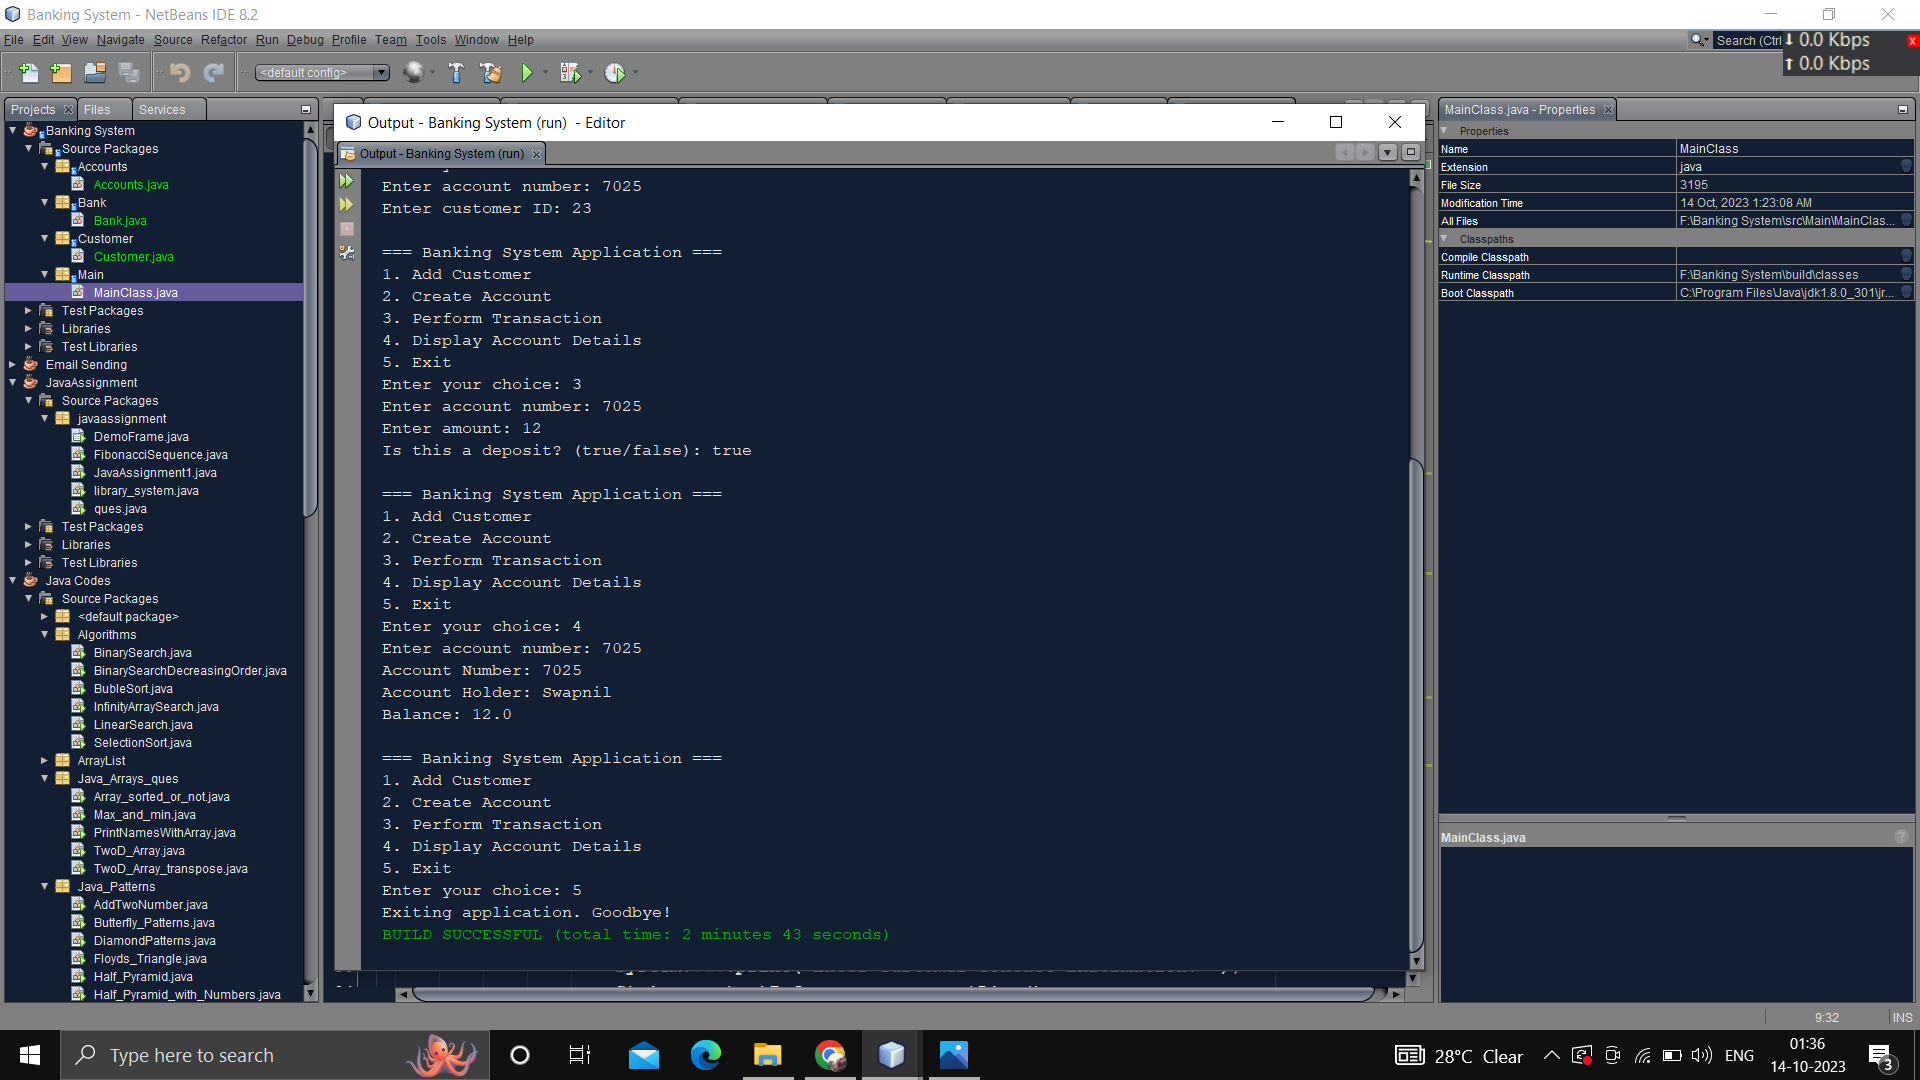 Banking System - NetBeans IDE 8.2
File Edit View Navigate Source Refactor Run Debug Profile Team Tools Window Help
Search (Ctrl
0.0 Kbps
0.0 Kbps
<default config>
Projects Files Services
Banking System
Source Packages
Accounts
Accounts.java
Bank
Bank.java
Customer
Customer.java
Main
MainClass.java
Test Packages
Libraries
Test Libraries
Email Sending
JavaAssignment
Source Packages
javaassignment
DemoFrame.java
FibonacciSequence.java
JavaAssignment1.java
library_system.java
ques.java
Test Packages
Libraries
Test Libraries
Java Codes
Source Packages
<default package>
Algorithms
BinarySearch.java
BinarySearchDecreasingOrder.java
BubleSort.java
InfinityArraySearch.java
LinearSearch.java
SelectionSort.java
ArrayList
Java_Arrays_ques
Array_sorted_or_not.java
Max_and_min.java
PrintNamesWithArray.java
TwoD_Array.java
TwoD_Array_transpose.java
Java_Patterns
AddTwoNumber.java
Butterfly_Patterns.java
DiamondPatterns.java
Floyds_Triangle.java
Half_Pyramid.java
Half_Pyramid_with_Numbers.java
Output - Banking System (run) - Editor
Output - Banking System (run)
Enter account number: 7025
Enter customer ID: 23
=== Banking System Application ===
1. Add Customer
2. Create Account
3. Perform Transaction
4. Display Account Details
5. Exit
Enter your choice: 3
Enter account number: 7025
Enter amount: 12
Is this a deposit? (true/false): true
=== Banking System Application ===
1. Add Customer
2. Create Account
3. Perform Transaction
4. Display Account Details
5. Exit
Enter your choice: 4
Enter account number: 7025
Account Number: 7025
Account Holder: Swapnil
Balance: 12.0
=== Banking System Application ===
1. Add Customer
2. Create Account
3. Perform Transaction
4. Display Account Details
5. Exit
Enter your choice: 5
Exiting application. Goodbye!
BUILD SUCCESSFUL (total time: 2 minutes 43 seconds)
MainClass.java - Properties
Properties
Name MainClass
Extension java
File Size 3195
Modification Time 14 Oct, 2023 1:23:08 AM
All Files F:\Banking System\src\Main\MainClas...
Classpaths
Compile Classpath
Runtime Classpath F:\Banking System\build\classes
Boot Classpath C:\Program Files\Java\jdk1.8.0_301\jr...
MainClass.java
9:32 INS
Type here to search
28°C Clear
ENG
01:36
14-10-2023
3